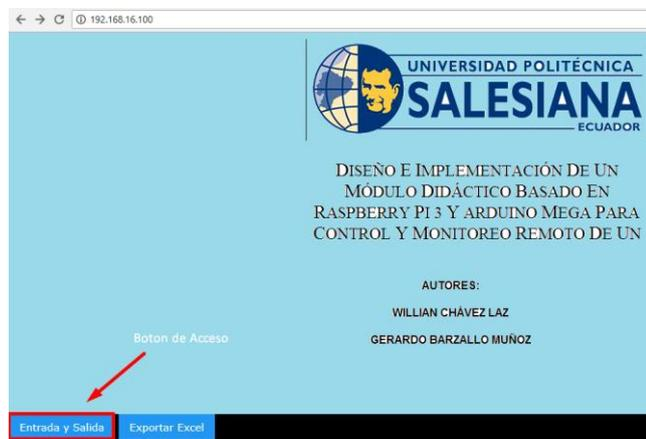 192.168.16.100
UNIVERSIDAD POLITÉCNICA
SALESIANA
ECUADOR
DISEÑO E IMPLEMENTACIÓN DE UN
MÓDULO DIDÁCTICO BASADO EN
RASPBERRY PI 3 Y ARDUINO MEGA PARA
CONTROL Y MONITOREO REMOTO DE UN
AUTORES:
WILLIAN CHÁVEZ LAZ
GERARDO BARZALLO MUÑOZ
Boton de Acceso
Entrada y Salida Exportar Excel